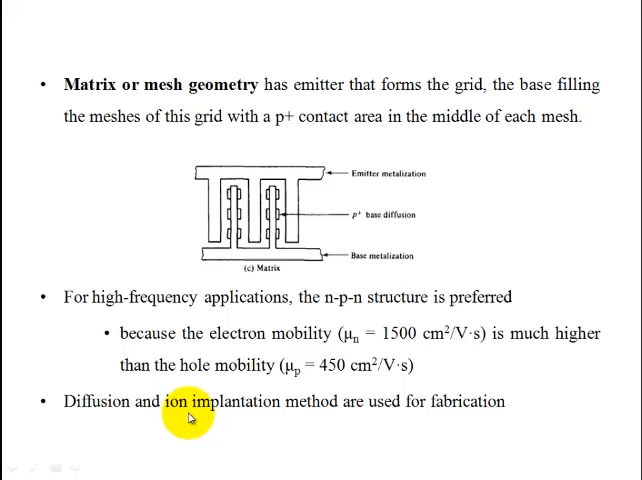 • Matrix or mesh geometry has emitter that forms the grid, the base filling
the meshes of this grid with a p+ contact area in the middle of each mesh.
Emitter metalization
p+ base diffusion
Base metalization
(c) Matrix
• For high-frequency applications, the n-p-n structure is preferred
• because the electron mobility (μn = 1500 cm²/V·s) is much higher
than the hole mobility (μp = 450 cm²/V·s)
• Diffusion and ion implantation method are used for fabrication